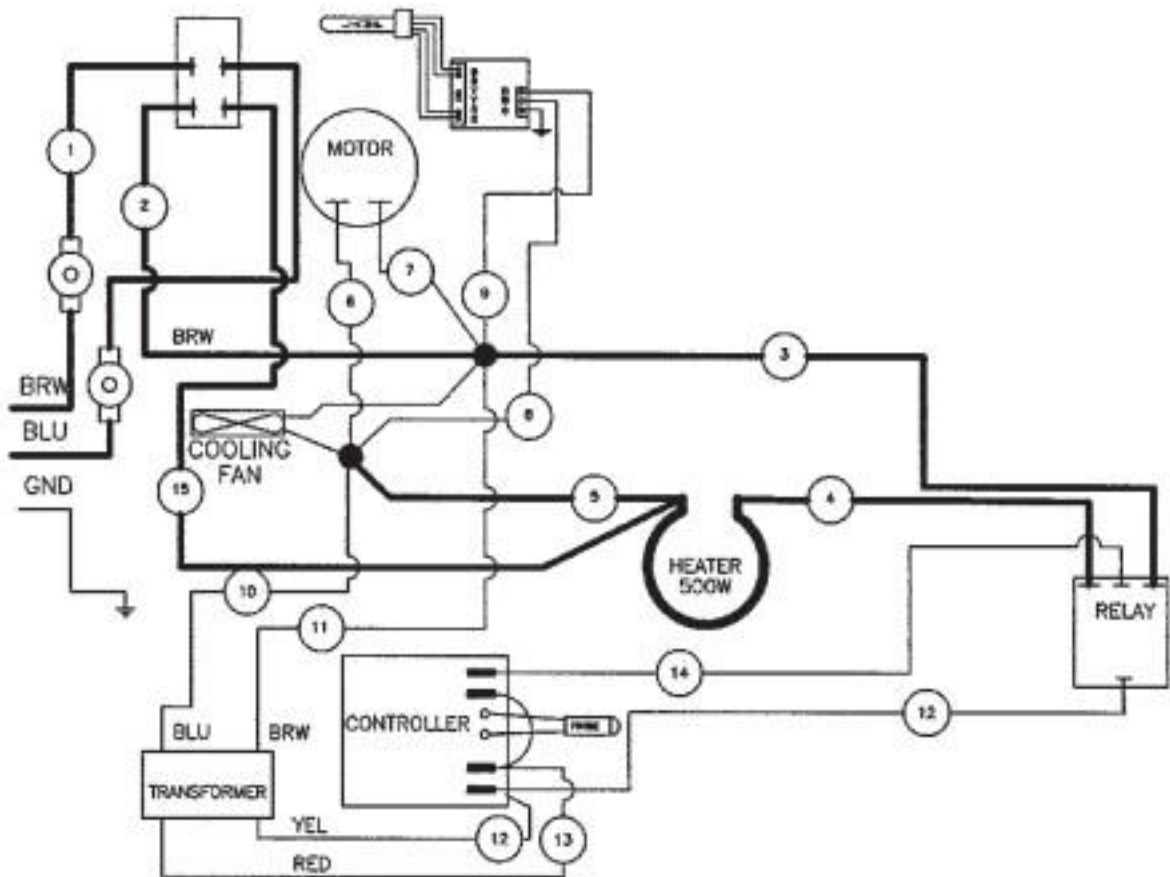 1
2
MOTOR
6
7
9
BRW
3
BRW
BLU
8
COOLING
FAN
GND
15
5
4
HEATER
500W
RELAY
10
11
14
12
CONTROLLER
BLU
BRW
TRANSFORMER
YEL
12
13
RED